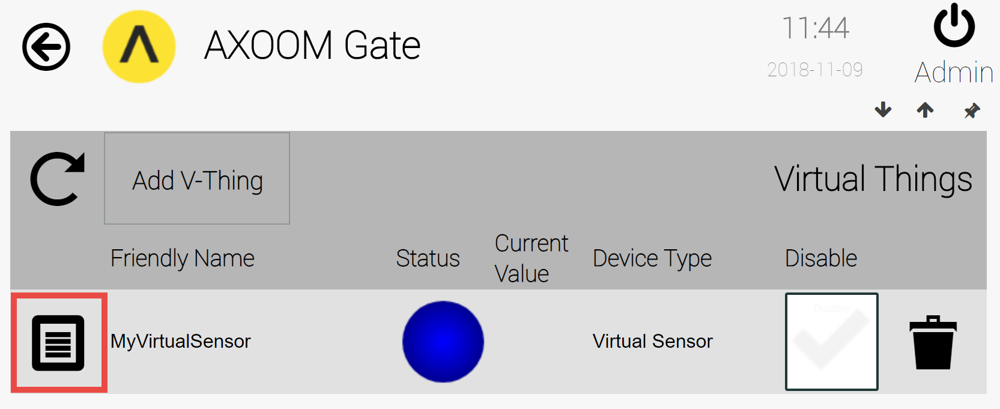 AXOOM Gate
11:44
2018-11-09
Admin
Add V-Thing
Virtual Things
Friendly Name
Status
Current
Value
Device Type
Disable
MyVirtualSensor
Virtual Sensor
Disable